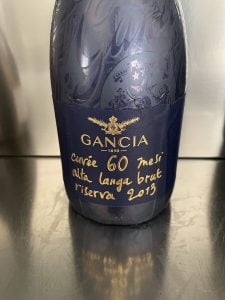 GANCIA
1850
cuvée 60 mesi
alta langa brut
riserva 2013